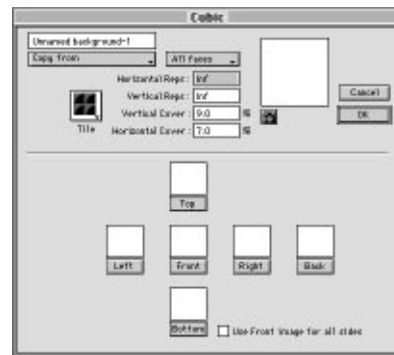 Cubic
Unnamed background-1
Copy from
All faces
Horizontal Reps: Inf
Vertical Reps: Inf
Vertical Cover: 9.0 %
Horizontal Cover: 7.0 %
Tile
Cancel
OK
Top
Left Front Right Back
Bottom
Use Front image for all sides